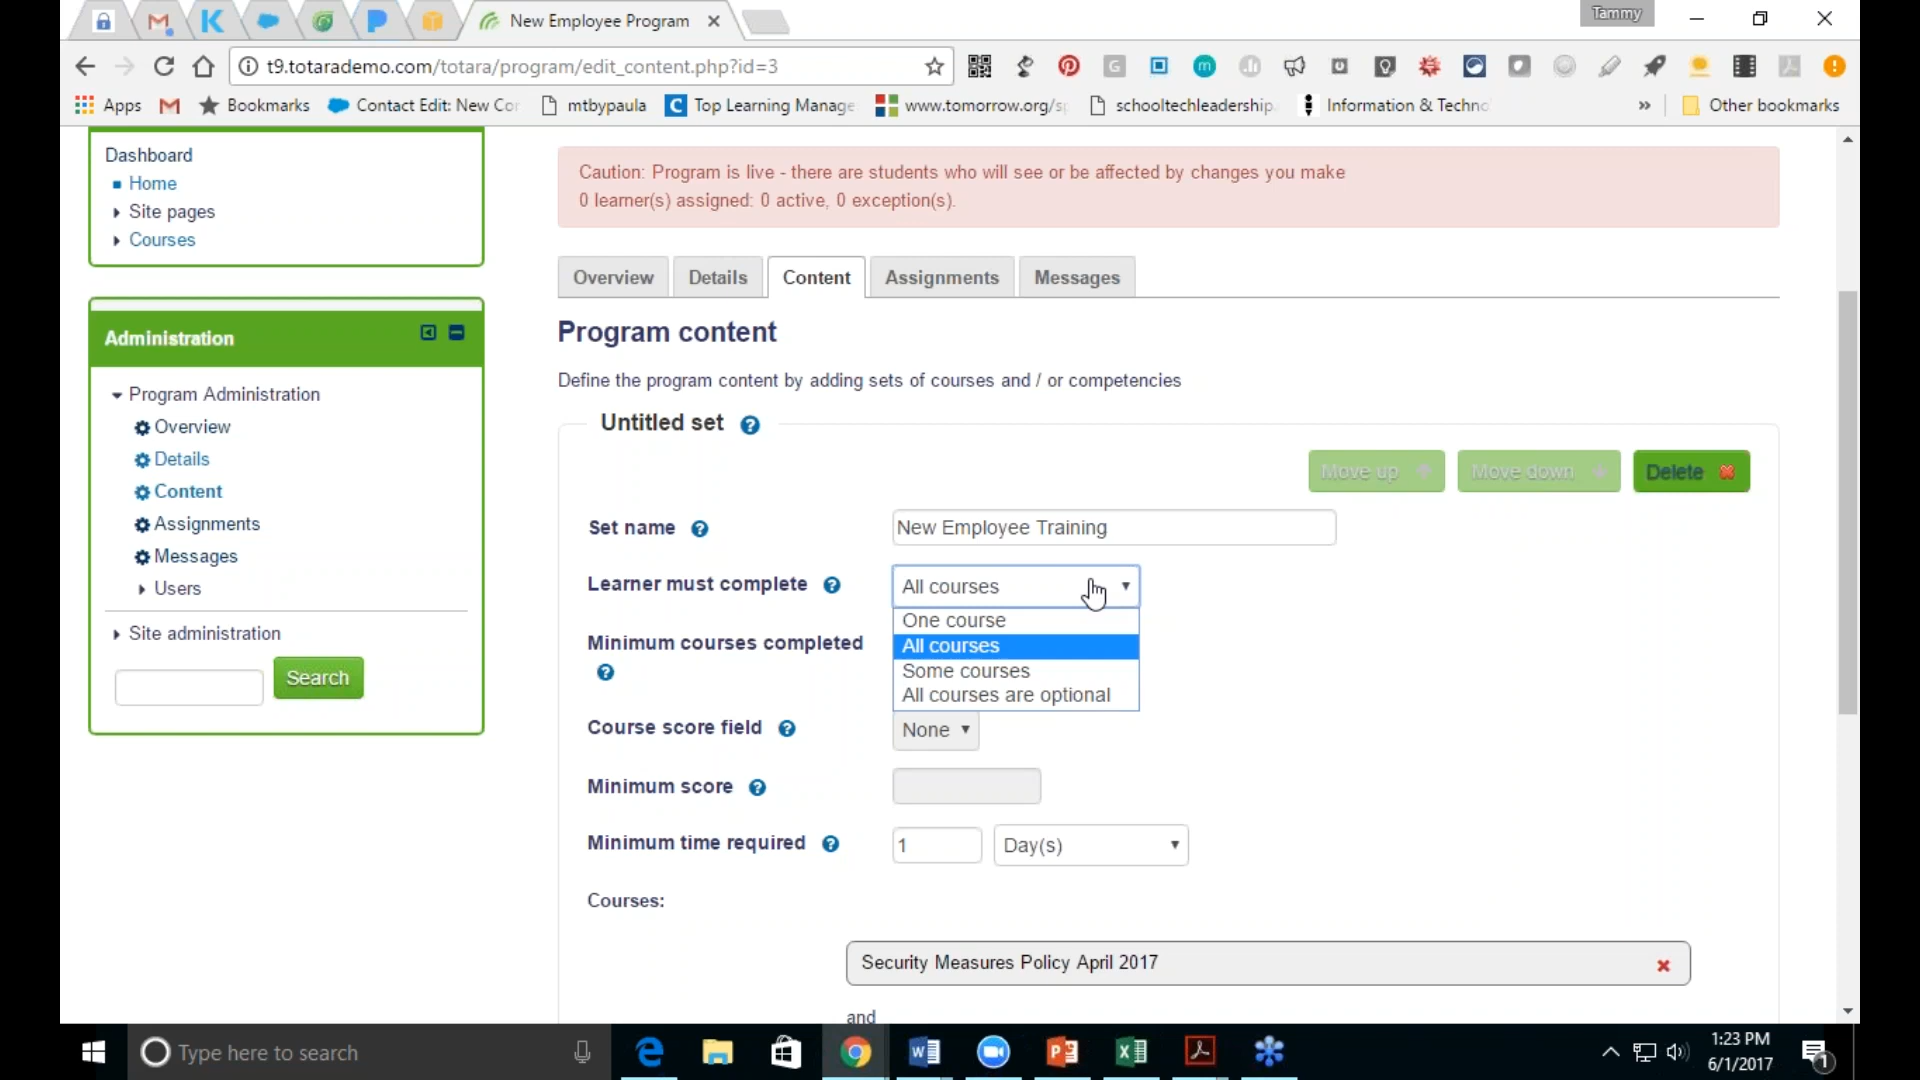 New Employee Program
Tammy
t9.totarademo.com/totara/program/edit_content.php?id=3
Apps
Bookmarks
Contact Edit: New Cor
mtbypaula
Top Learning Manage
www.tomorrow.org/sp
schooltechleadership.
Information & Techno
»
Other bookmarks
Dashboard
Home
Site pages
Courses
Administration
Program Administration
Overview
Details
Content
Assignments
Messages
Users
Site administration
Search
Caution: Program is live - there are students who will see or be affected by changes you make
0 learner(s) assigned: 0 active, 0 exception(s).
Overview
Details
Content
Assignments
Messages
Program content
Define the program content by adding sets of courses and / or competencies
Untitled set
Move up
Move down
Delete
Set name
New Employee Training
Learner must complete
All courses
One course
All courses
Some courses
All courses are optional
Minimum courses completed
Course score field
None
Minimum score
Minimum time required
1
Day(s)
Courses:
Security Measures Policy April 2017
and
Type here to search
1:23 PM
6/1/2017
1